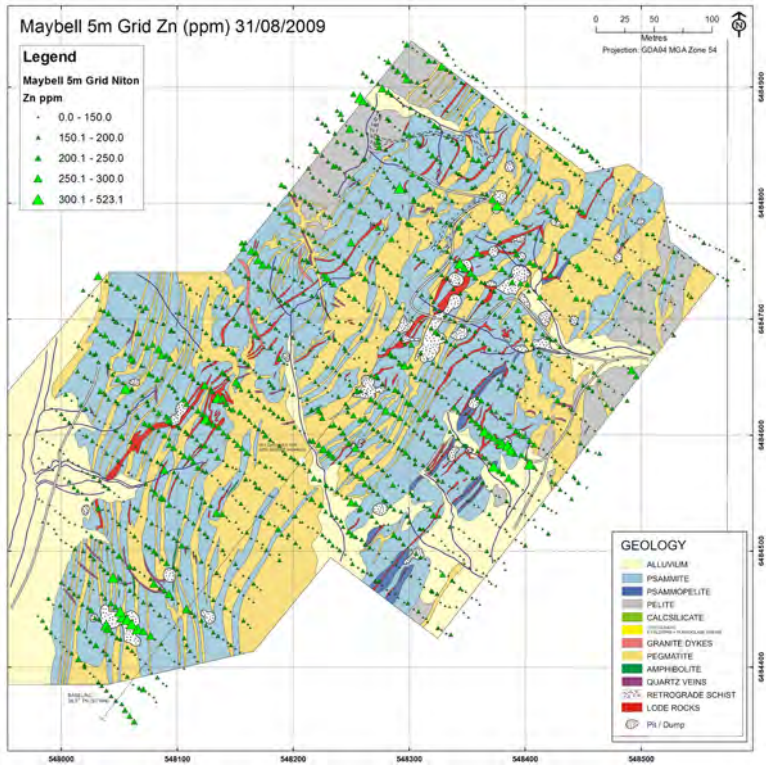 Maybell 5m Grid Zn (ppm) 31/08/2009
0 25 50 100
Metres
Projection: GDA94 MGA Zone 54
N
Legend
Maybell 5m Grid Niton
Zn ppm
0.0 - 150.0
150.1 - 200.0
200.1 - 250.0
250.1 - 300.0
300.1 - 523.1
6484900
6484800
6484700
6484600
6484500
6484400
BASELINE
GEOLOGY
ALLUVIUM
PSAMMITE
PSAMMOPELITE
PELITE
CALCSILICATE
GRANITE DYKES
PEGMATITE
AMPHIBOLITE
QUARTZ VEINS
RETROGRADE SCHIST
LODE ROCKS
Pit / Dump
548000 548100 548200 548300 548400 548500